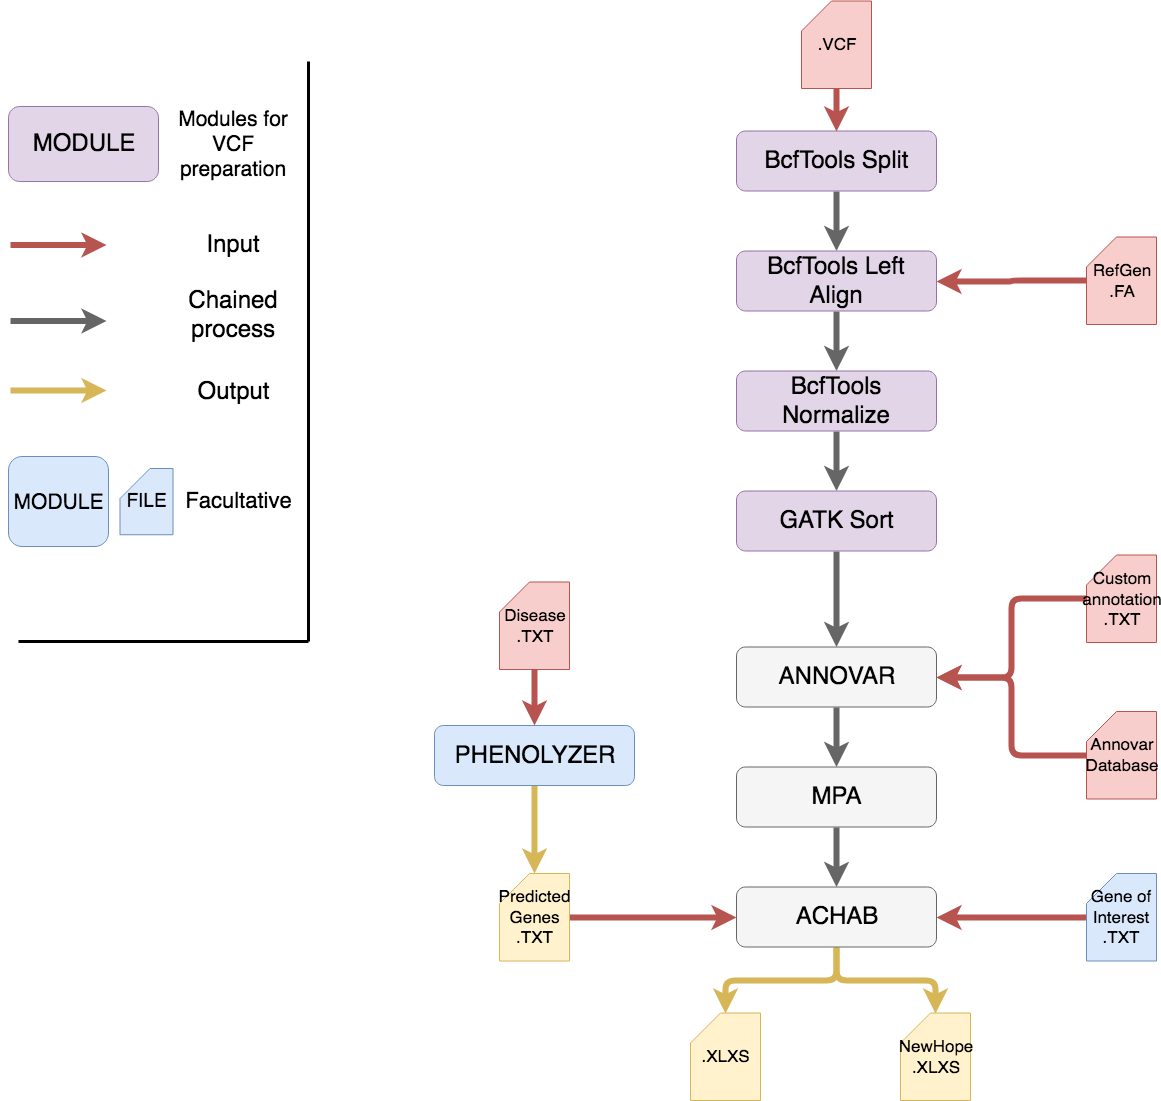 .VCF
MODULE
Modules for
VCF
preparation
BcfTools Split
Input
BcfTools Left
Align
RefGen
.FA
Chained
process
Output
BcfTools
Normalize
MODULE
FILE
Facultative
GATK Sort
Custom
annotation
.TXT
Disease
.TXT
ANNOVAR
PHENOLYZER
Annovar
Database
MPA
Predicted
Genes
.TXT
ACHAB
Gene of
Interest
.TXT
.XLXS
NewHope
.XLXS